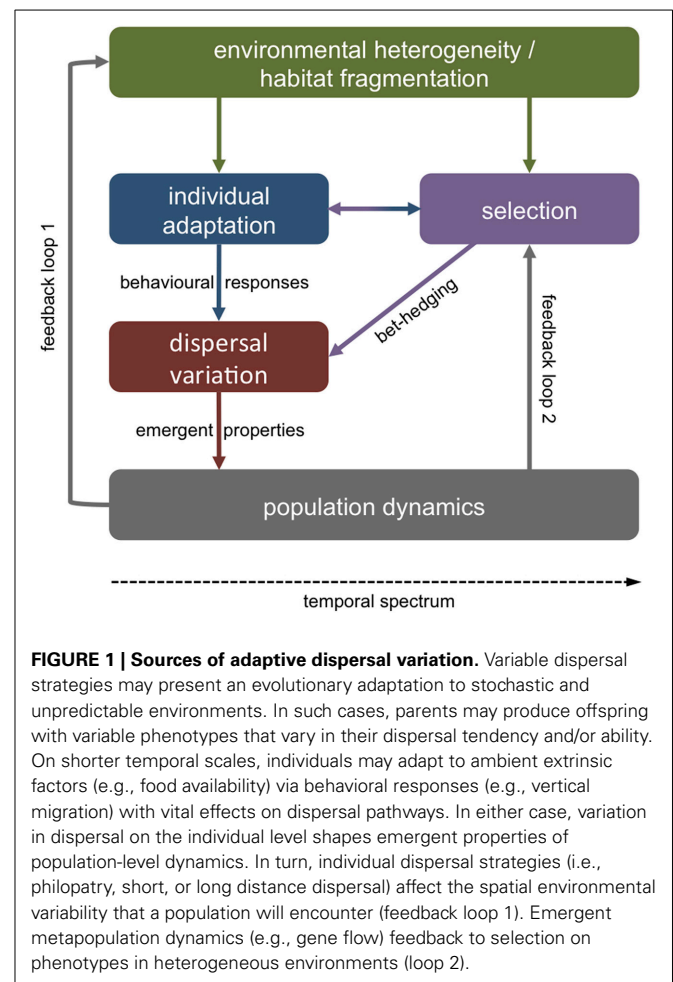 environmental heterogeneity /
habitat fragmentation
individual
adaptation
selection
feedback loop 1
behavioural responses
bet-hedging
feedback loop 2
dispersal
variation
emergent properties
population dynamics
temporal spectrum
FIGURE 1 | Sources of adaptive dispersal variation. Variable dispersal
strategies may present an evolutionary adaptation to stochastic and
unpredictable environments. In such cases, parents may produce offspring
with variable phenotypes that vary in their dispersal tendency and/or ability.
On shorter temporal scales, individuals may adapt to ambient extrinsic
factors (e.g., food availability) via behavioral responses (e.g., vertical
migration) with vital effects on dispersal pathways. In either case, variation
in dispersal on the individual level shapes emergent properties of
population-level dynamics. In turn, individual dispersal strategies (i.e.,
philopatry, short, or long distance dispersal) affect the spatial environmental
variability that a population will encounter (feedback loop 1). Emergent
metapopulation dynamics (e.g., gene flow) feedback to selection on
phenotypes in heterogeneous environments (loop 2).